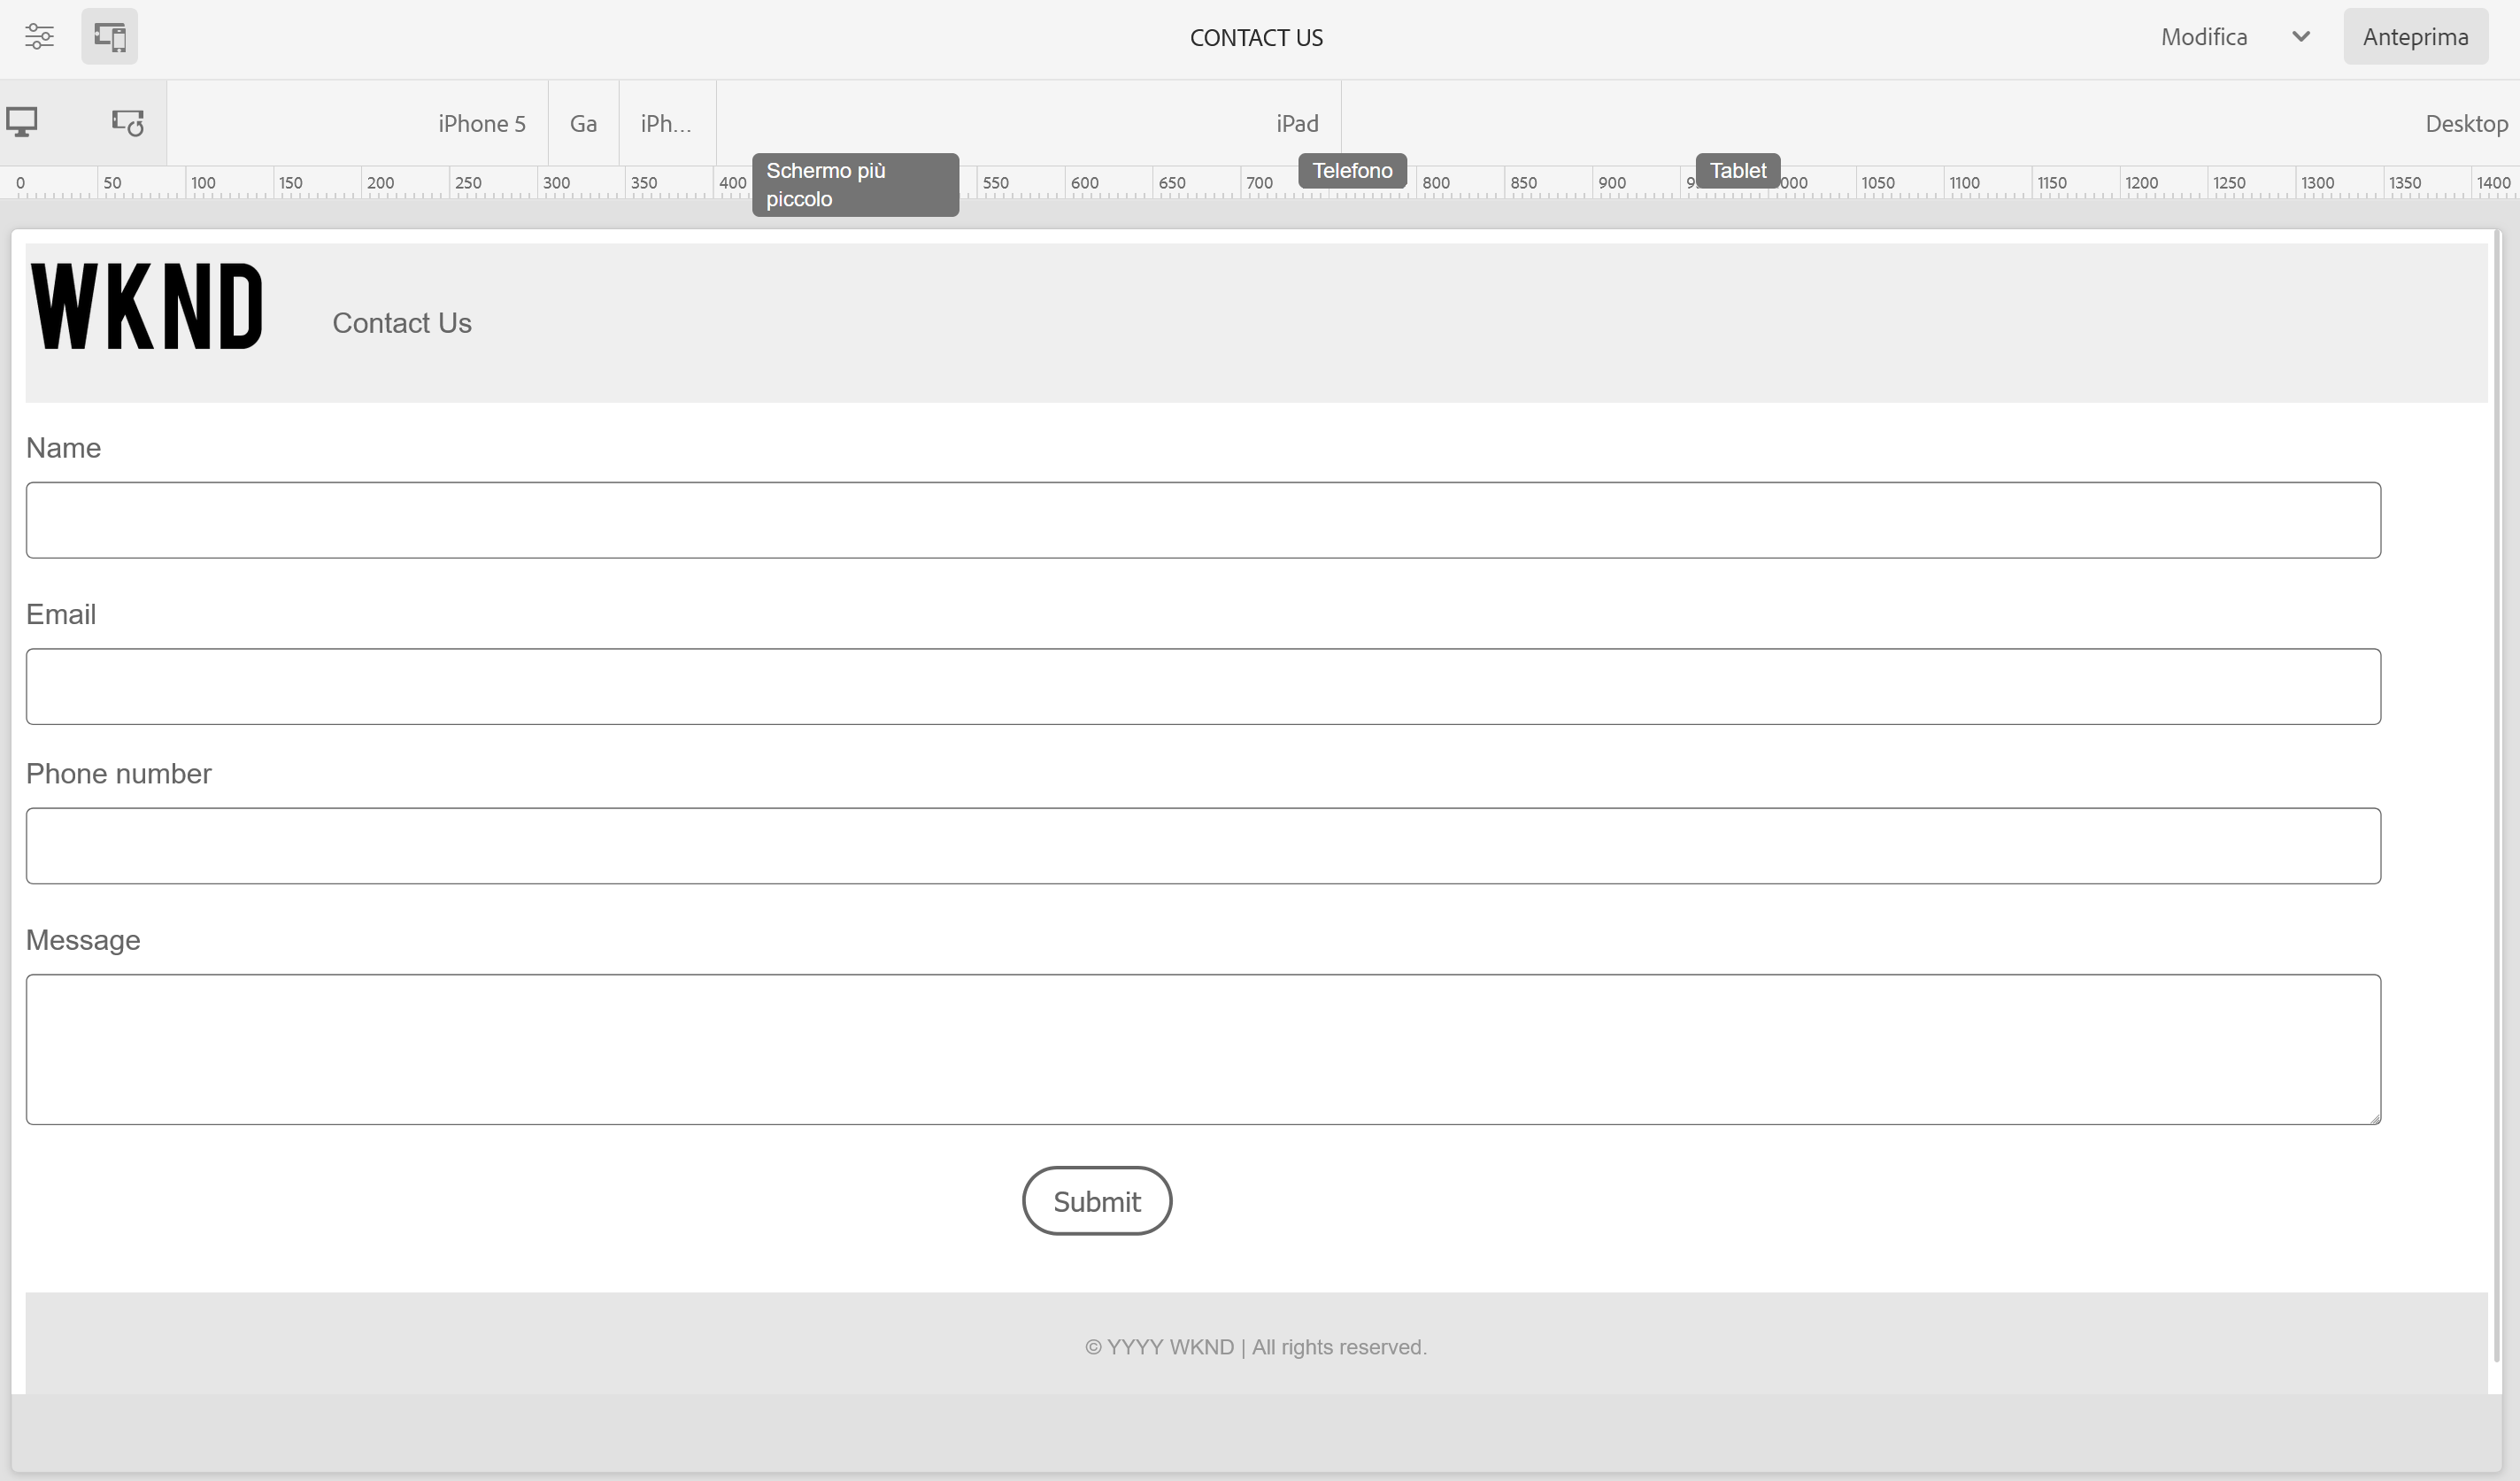 CONTACT US
Modifica
Anteprima
iPhone 5
Ga
iPh...
iPad
Desktop
Schermo più
piccolo
Telefono
Tablet
0 50 100 150 200 250 300 350 400 550 600 650 700 800 850 900 9 000 1050 1100 1150 1200 1250 1300 1350 1400
WKND
Contact Us
Name
Email
Phone number
Message
Submit
© YYYY WKND | All rights reserved.